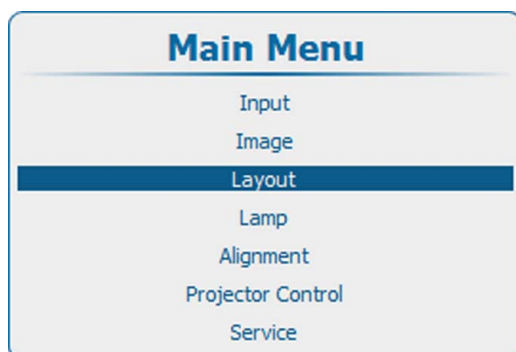 Main Menu
Input
Image
Layout
Lamp
Alignment
Projector Control
Service